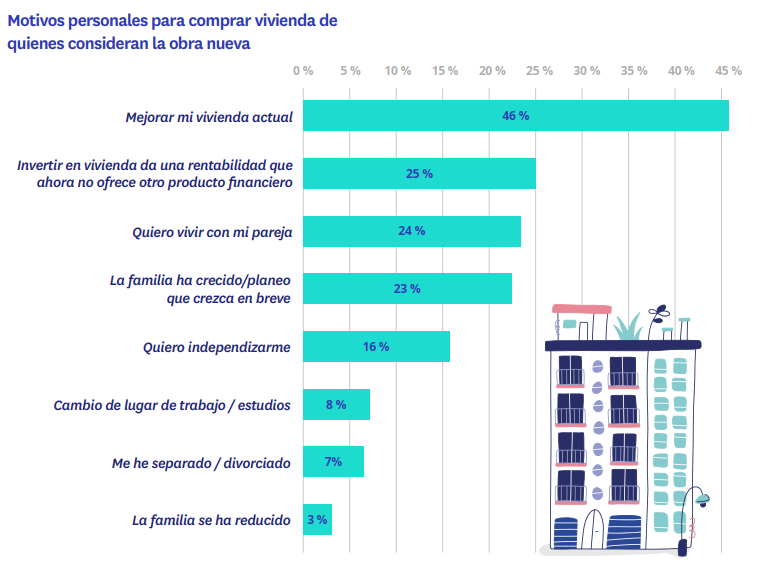 Motivos personales para comprar vivienda de
quienes consideran la obra nueva
0 % 5 % 10 % 15 % 20 % 25 % 30 % 35 % 40 % 45 %
Mejorar mi vivienda actual 46 %
Invertir en vivienda da una rentabilidad que
ahora no ofrece otro producto financiero 25 %
Quiero vivir con mi pareja 24 %
La familia ha crecido/planeo
que crezca en breve 23 %
Quiero independizarme 16 %
Cambio de lugar de trabajo / estudios 8 %
Me he separado / divorciado 7%
La familia se ha reducido 3 %